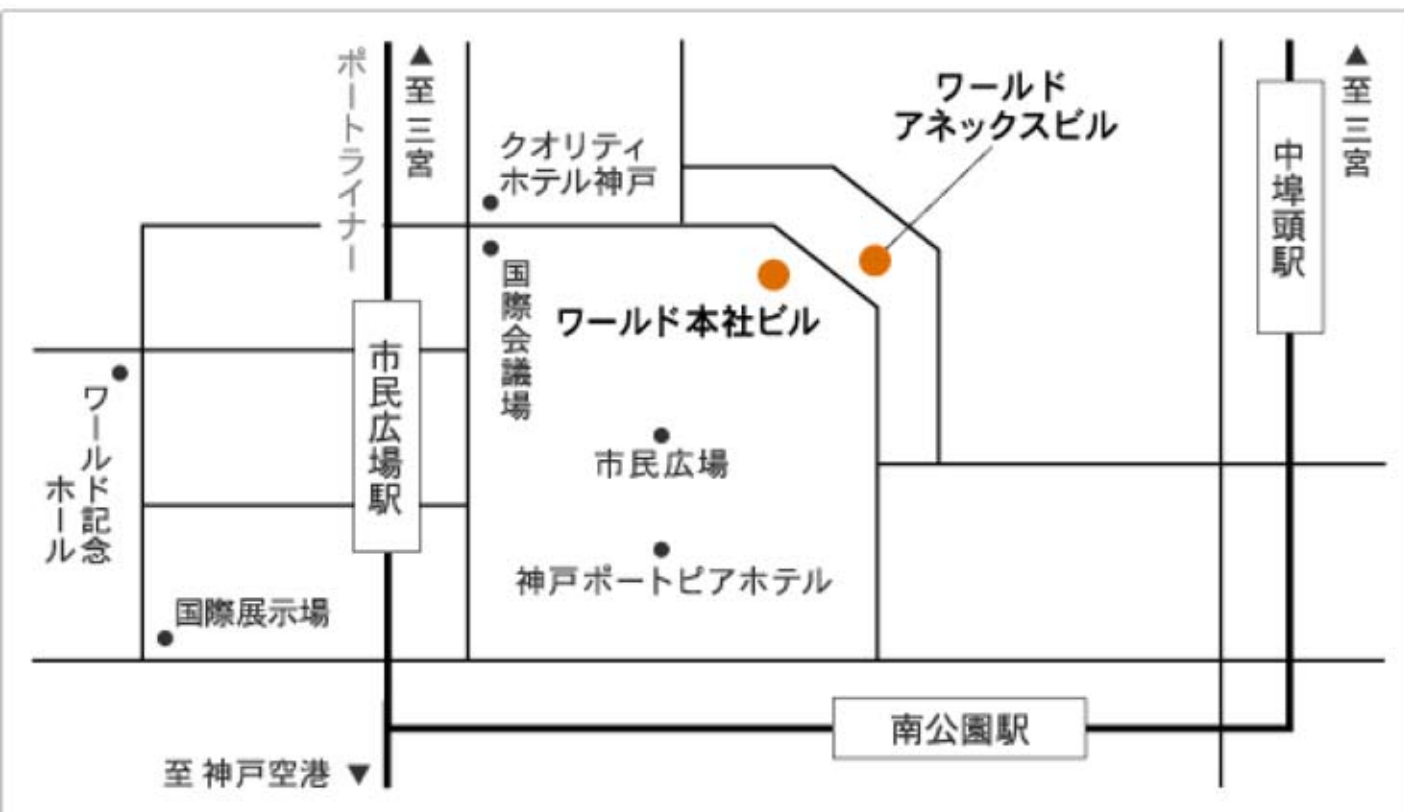 ポートライナー
▲至三宮
クオリティ
ホテル神戸
ワールド
アネックスビル
▲至三宮
中埠頭駅
国際会議場
ワールド本社ビル
市民広場駅
ワールド記念
ホール
市民広場
神戸ポートピアホテル
国際展示場
南公園駅
至 神戸空港 ▼